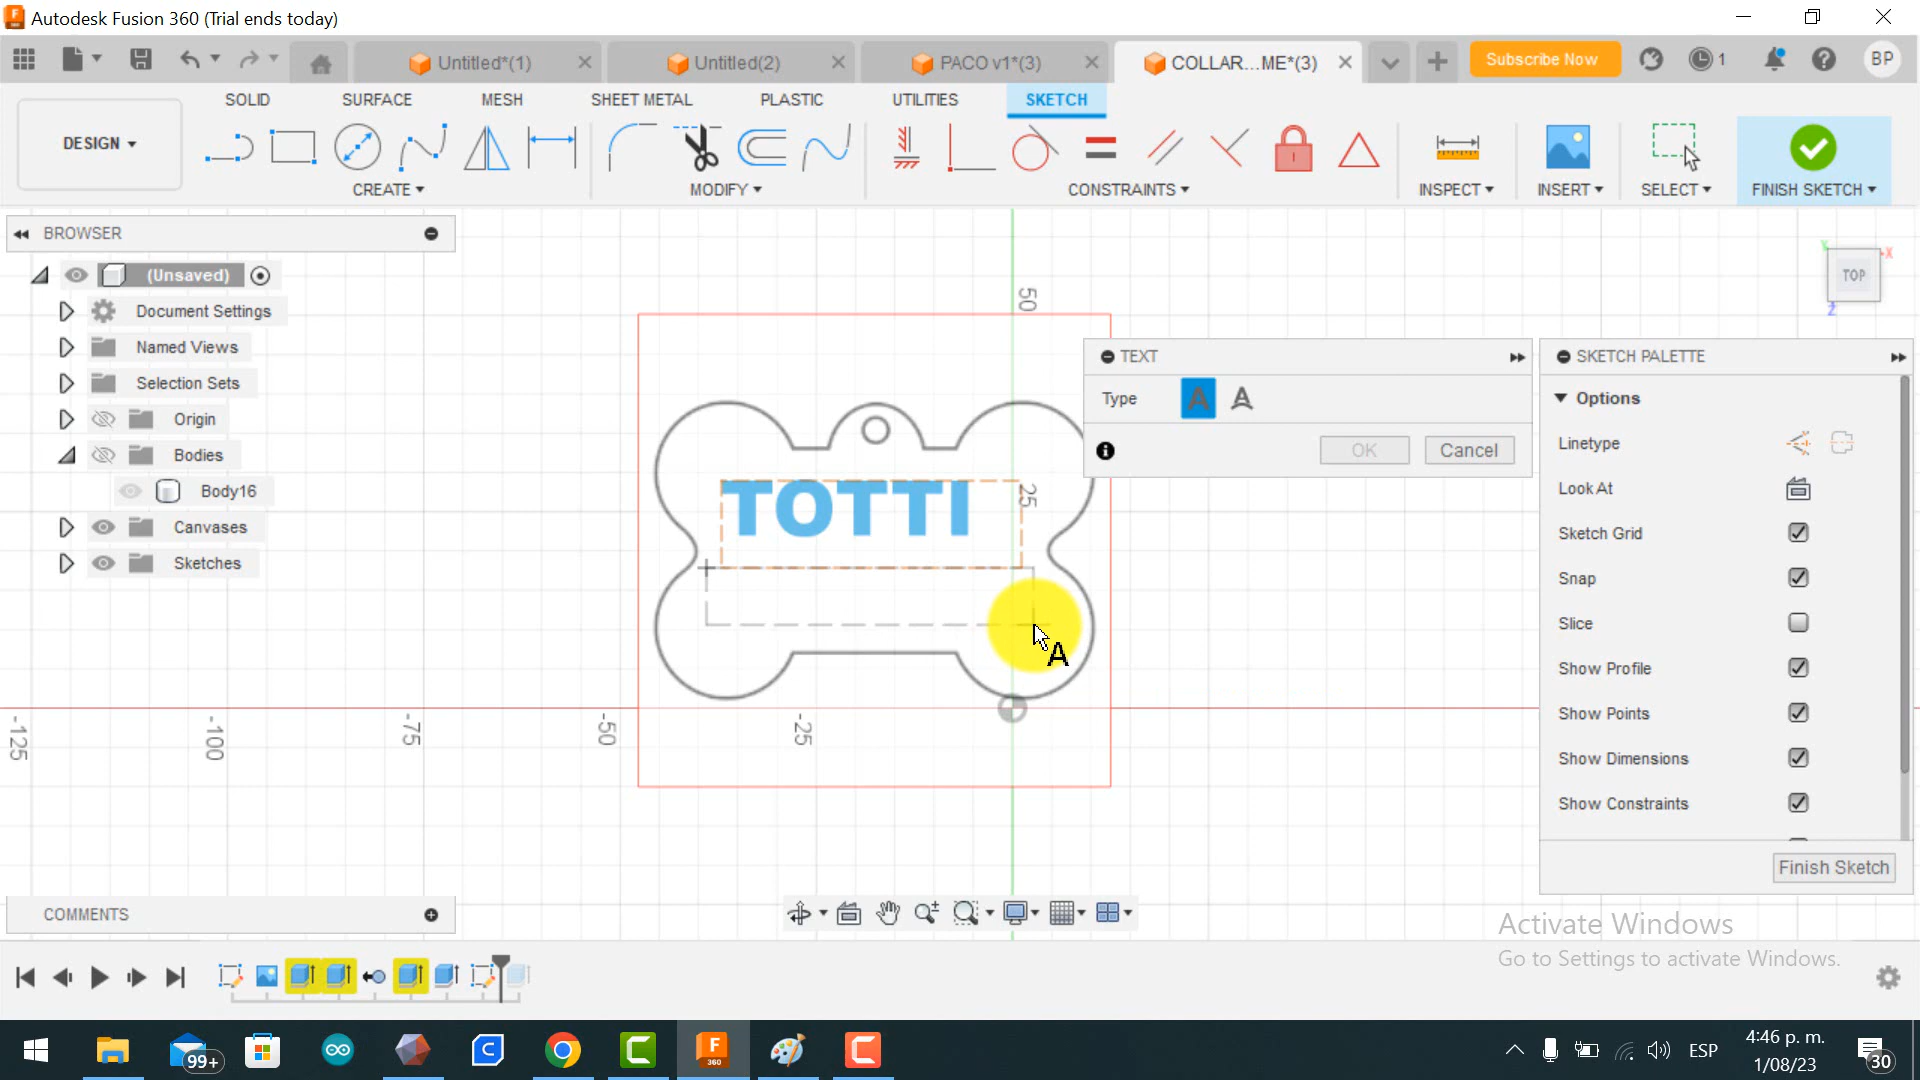 Autodesk Fusion 360 (Trial ends today)
Untitled*(1)
Untitled(2)
PACO v1*(3)
COLLAR...ME*(3)
Subscribe Now
1
BP
DESIGN
SOLID
SURFACE
MESH
SHEET METAL
PLASTIC
UTILITIES
SKETCH
CREATE
MODIFY
CONSTRAINTS
INSPECT
INSERT
SELECT
FINISH SKETCH
BROWSER
(Unsaved)
Document Settings
Named Views
Selection Sets
Origin
Bodies
Body16
Canvases
Sketches
50
25
-125
-100
-75
-50
-25
TOTTI
A
TOP
X
Y
Z
TEXT
Type
A A
OK
Cancel
SKETCH PALETTE
Options
Linetype
Look At
Sketch Grid
Snap
Slice
Show Profile
Show Points
Show Dimensions
Show Constraints
Finish Sketch
COMMENTS
Activate Windows
Go to Settings to activate Windows.
99+
F
360
ESP
4:46 p. m.
1/08/23
30